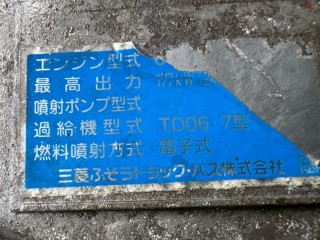 エンジン型式 6
最高出力 177KW
噴射ポンプ型式
過給機型式 TD06-7型
燃料噴射方式 電子式
三菱ふそうトラック・バス株式会社